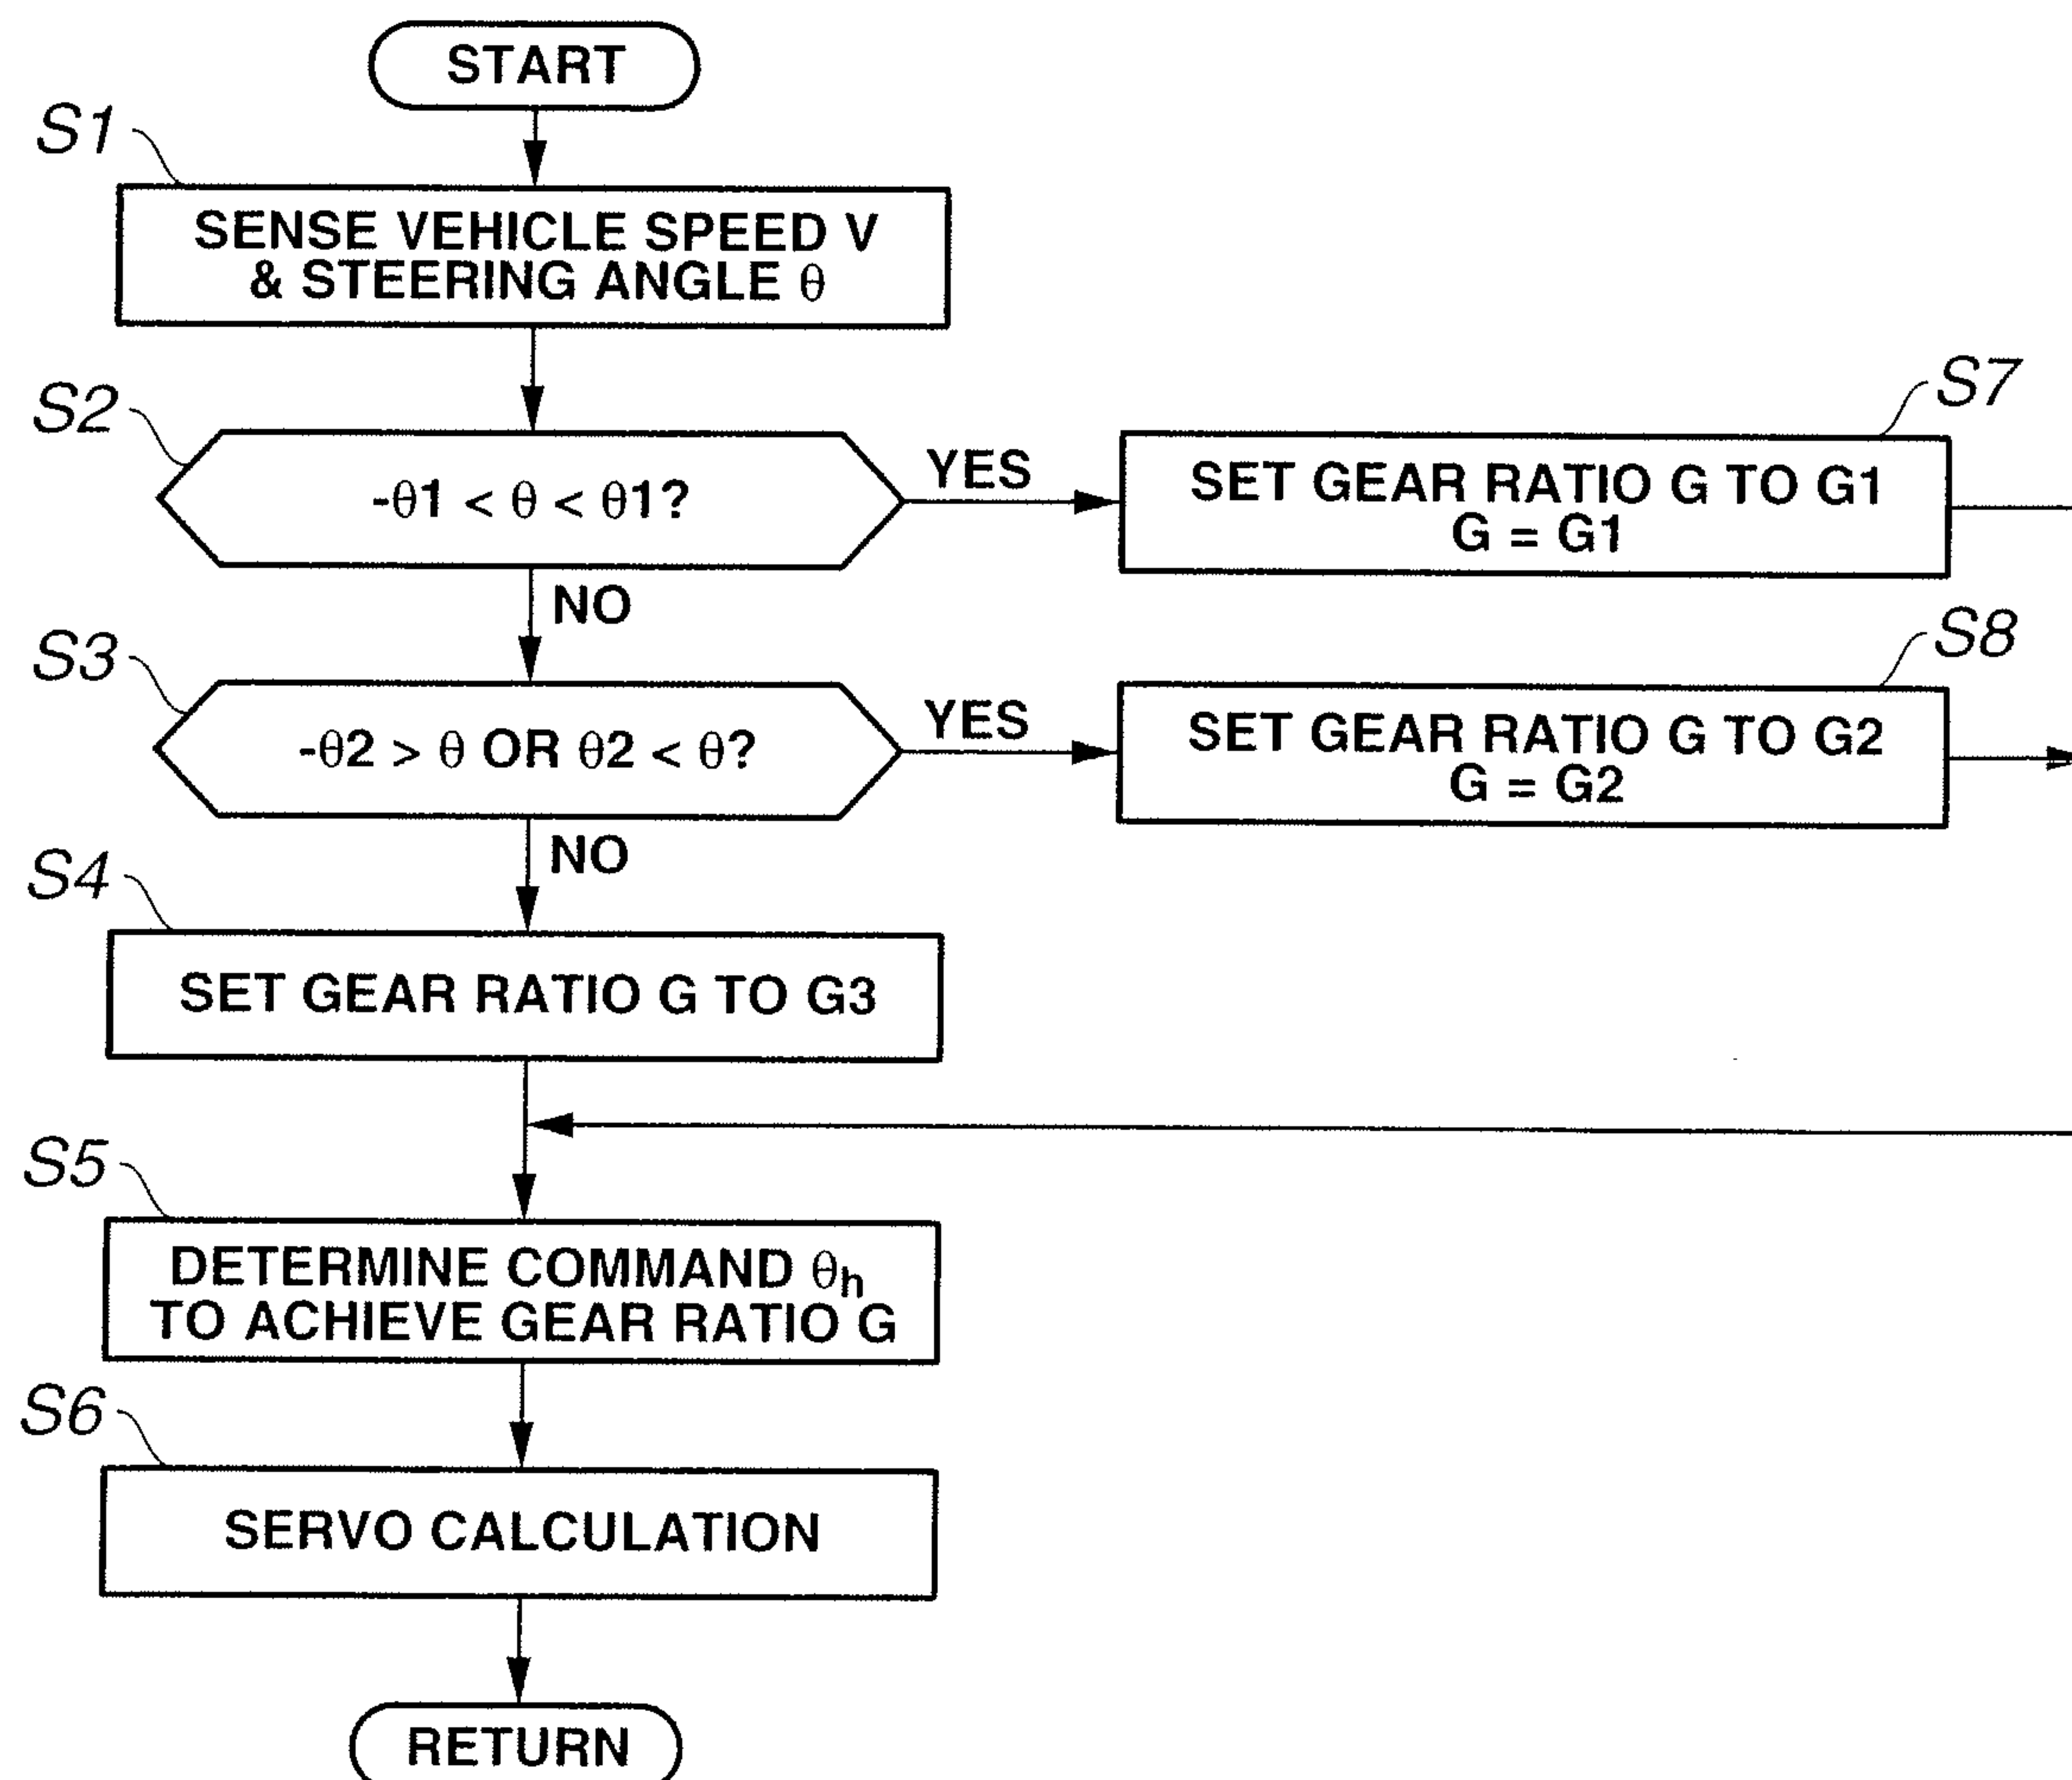 START
S1
SENSE VEHICLE SPEED V
& STEERING ANGLE θ
S2
-θ1 < θ < θ1?
YES
S7
SET GEAR RATIO G TO G1
G = G1
NO
S3
-θ2 > θ OR θ2 < θ?
YES
S8
SET GEAR RATIO G TO G2
G = G2
NO
S4
SET GEAR RATIO G TO G3
S5
DETERMINE COMMAND θh
TO ACHIEVE GEAR RATIO G
S6
SERVO CALCULATION
RETURN